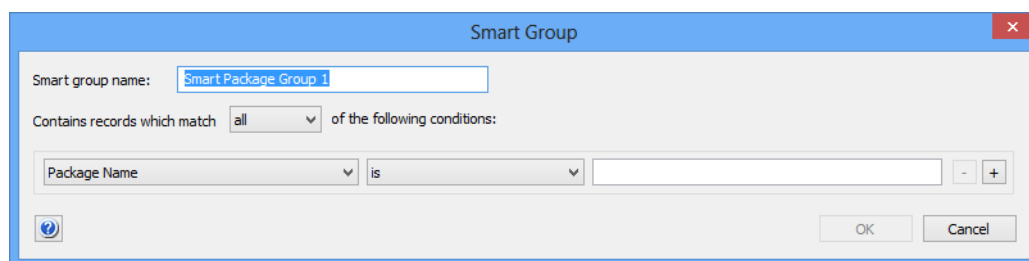 Smart Group
Smart group name: Smart Package Group 1
Contains records which match all of the following conditions:
Package Name is - +
? OK Cancel